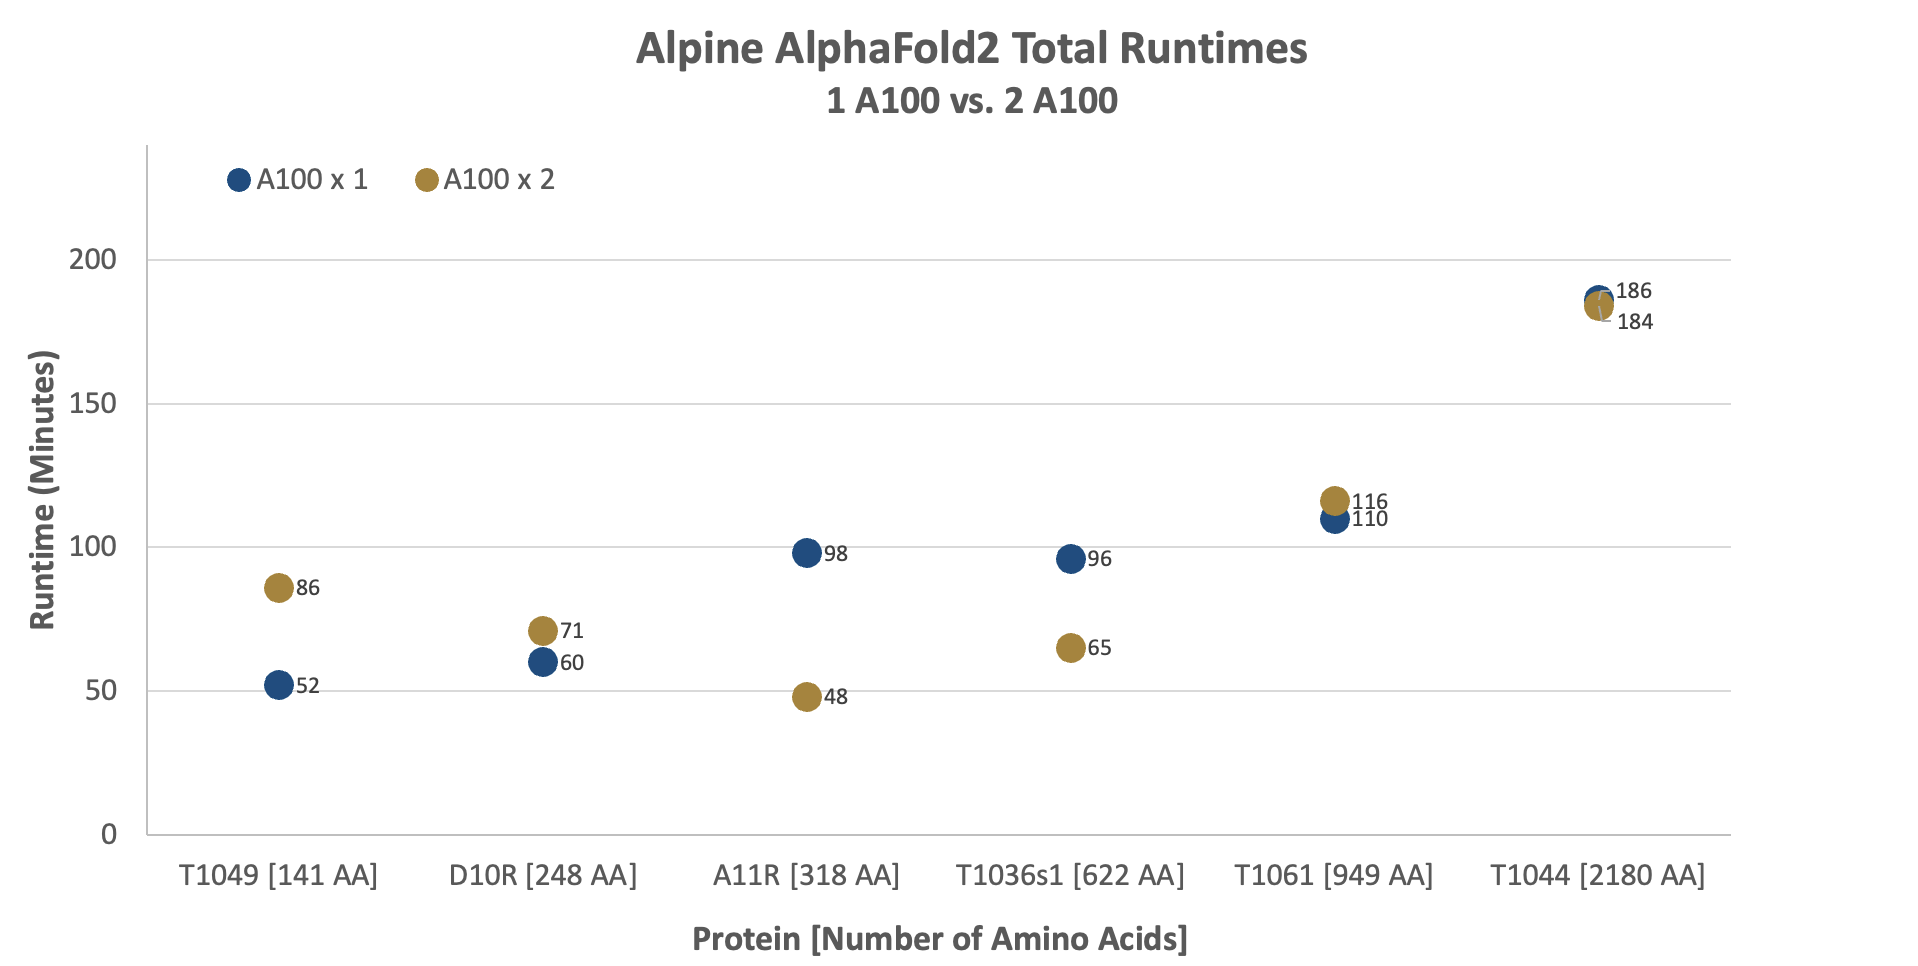 Alpine AlphaFold2 Total Runtimes
1 A100 vs. 2 A100
A100 x 1
A100 x 2
Runtime (Minutes)
200
150
100
50
0
186
184
116
110
98
96
86
71
65
60
52
48
T1049 [141 AA]
D10R [248 AA]
A11R [318 AA]
T1036s1 [622 AA]
T1061 [949 AA]
T1044 [2180 AA]
Protein [Number of Amino Acids]